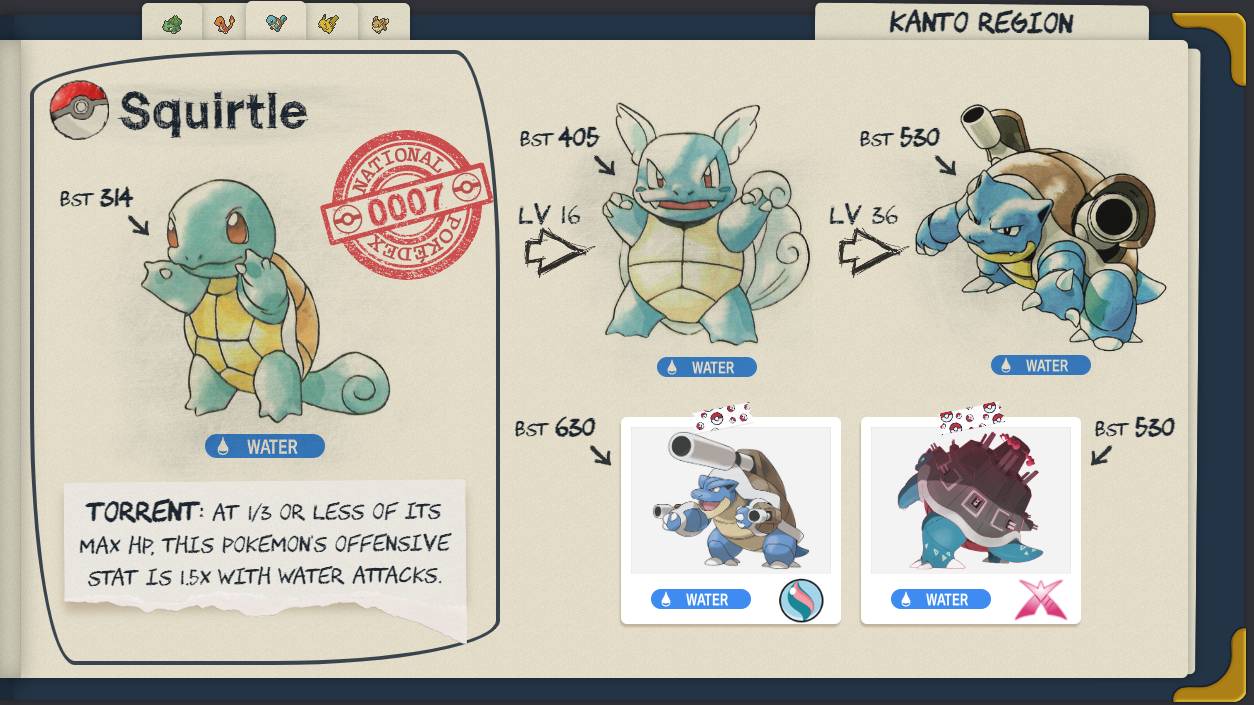 KANTO REGION
Squirtle
NATIONAL
0007
POKÉDEX
BST 314
WATER
TORRENT: AT 1/3 OR LESS OF ITS
MAX HP, THIS POKEMON'S OFFENSIVE
STAT IS 1.5X WITH WATER ATTACKS.
BST 405
LV 16
WATER
BST 530
LV 36
WATER
BST 630
WATER
BST 530
WATER